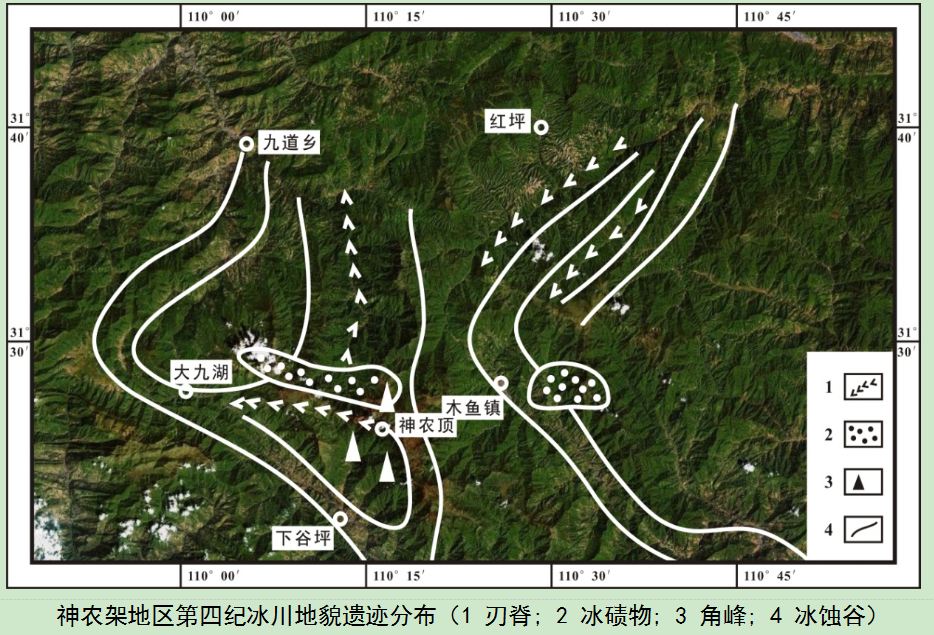 110° 00′ 110° 15′ 110° 30′ 110° 45′
31° 40′
31° 40′
红坪
九道乡
31° 30′
31° 30′
大九湖
木鱼镇
神农顶
下谷坪
1
2
3
4
110° 00′ 110° 15′ 110° 30′ 110° 45′
神农架地区第四纪冰川地貌遗迹分布（1 刃脊; 2 冰碛物; 3 角峰; 4 冰蚀谷）